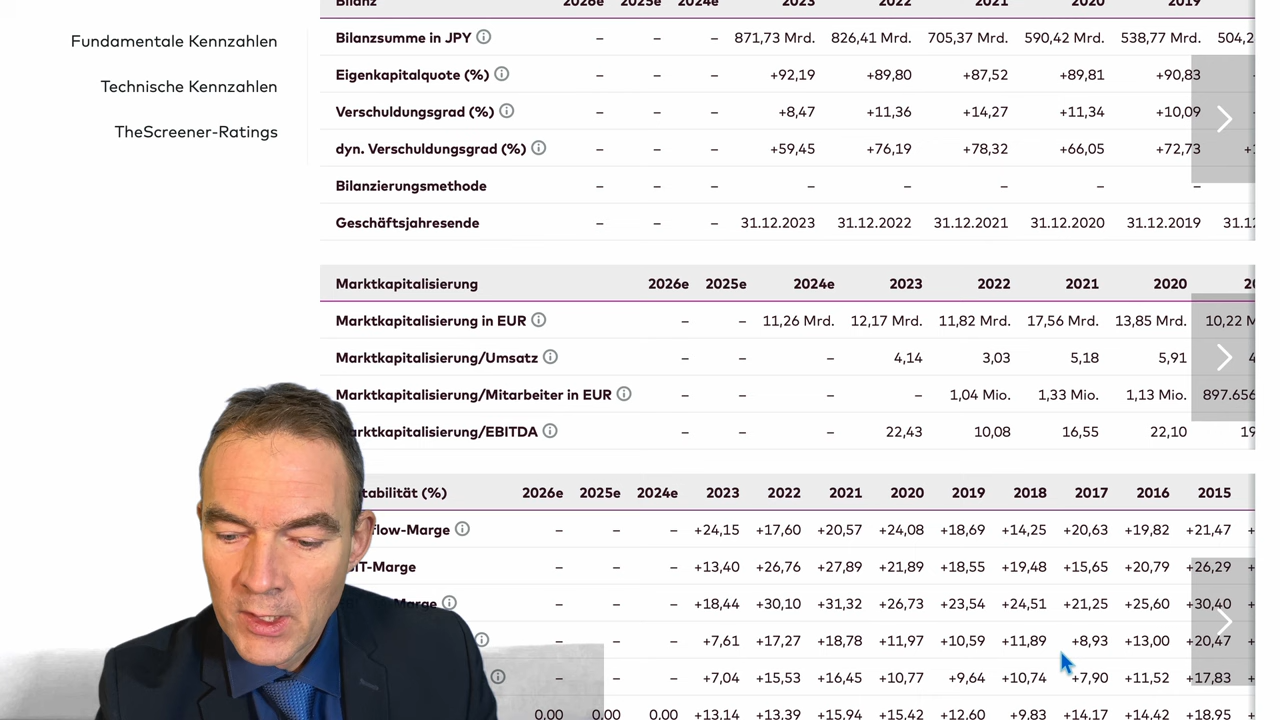 Fundamentale Kennzahlen
Technische Kennzahlen
TheScreener-Ratings
Bilanz 2026e 2025e 2024e 2023 2022 2021 2020 2019
Bilanzsumme in JPY – – – 871,73 Mrd. 826,41 Mrd. 705,37 Mrd. 590,42 Mrd. 538,77 Mrd. 504,2
Eigenkapitalquote (%) – – – +92,19 +89,80 +87,52 +89,81 +90,83
Verschuldungsgrad (%) – – – +8,47 +11,36 +14,27 +11,34 +10,09
dyn. Verschuldungsgrad (%) – – – +59,45 +76,19 +78,32 +66,05 +72,73
Bilanzierungsmethode – – – – – – – –
Geschäftsjahresende – – – 31.12.2023 31.12.2022 31.12.2021 31.12.2020 31.12.2019 31.12
Marktkapitalisierung 2026e 2025e 2024e 2023 2022 2021 2020 20
Marktkapitalisierung in EUR – – 11,26 Mrd. 12,17 Mrd. 11,82 Mrd. 17,56 Mrd. 13,85 Mrd. 10,22 M
Marktkapitalisierung/Umsatz – – – 4,14 3,03 5,18 5,91 4
Marktkapitalisierung/Mitarbeiter in EUR – – – – 1,04 Mio. 1,33 Mio. 1,13 Mio. 897.656
arktkapitalisierung/EBITDA – – – 22,43 10,08 16,55 22,10 19
tabilität (%) 2026e 2025e 2024e 2023 2022 2021 2020 2019 2018 2017 2016 2015
flow-Marge – – – +24,15 +17,60 +20,57 +24,08 +18,69 +14,25 +20,63 +19,82 +21,47
IT-Marge – – – +13,40 +26,76 +27,89 +21,89 +18,55 +19,48 +15,65 +20,79 +26,29
Marge – – – +18,44 +30,10 +31,32 +26,73 +23,54 +24,51 +21,25 +25,60 +30,40
– – – +7,61 +17,27 +18,78 +11,97 +10,59 +11,89 +8,93 +13,00 +20,47
– – – +7,04 +15,53 +16,45 +10,77 +9,64 +10,74 +7,90 +11,52 +17,83
0,00 0,00 0,00 +13,14 +13,39 +15,94 +15,42 +12,60 +9,83 +14,17 +14,42 +18,95